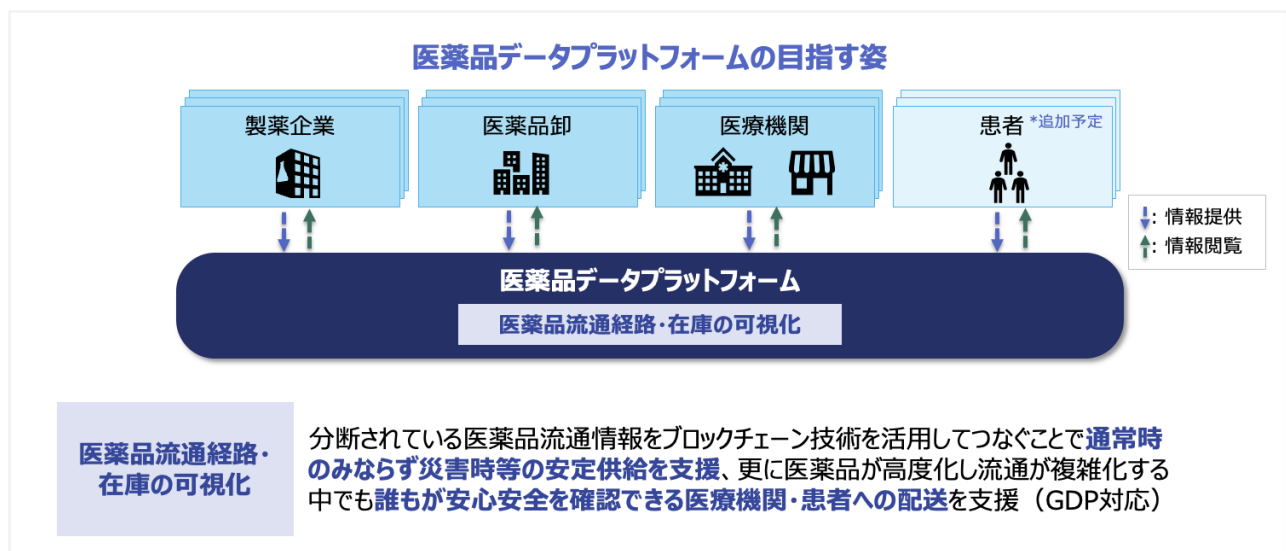 医薬品データプラットフォームの目指す姿
製薬企業
医薬品卸
医療機関
患者 *追加予定
: 情報提供
: 情報閲覧
医薬品データプラットフォーム
医薬品流通経路・在庫の可視化
医薬品流通経路・
在庫の可視化
分断されている医薬品流通情報をブロックチェーン技術を活用してつなぐことで通常時
のみならず災害時等の安定供給を支援、更に医薬品が高度化し流通が複雑化する
中でも誰もが安心安全を確認できる医療機関・患者への配送を支援（GDP対応）